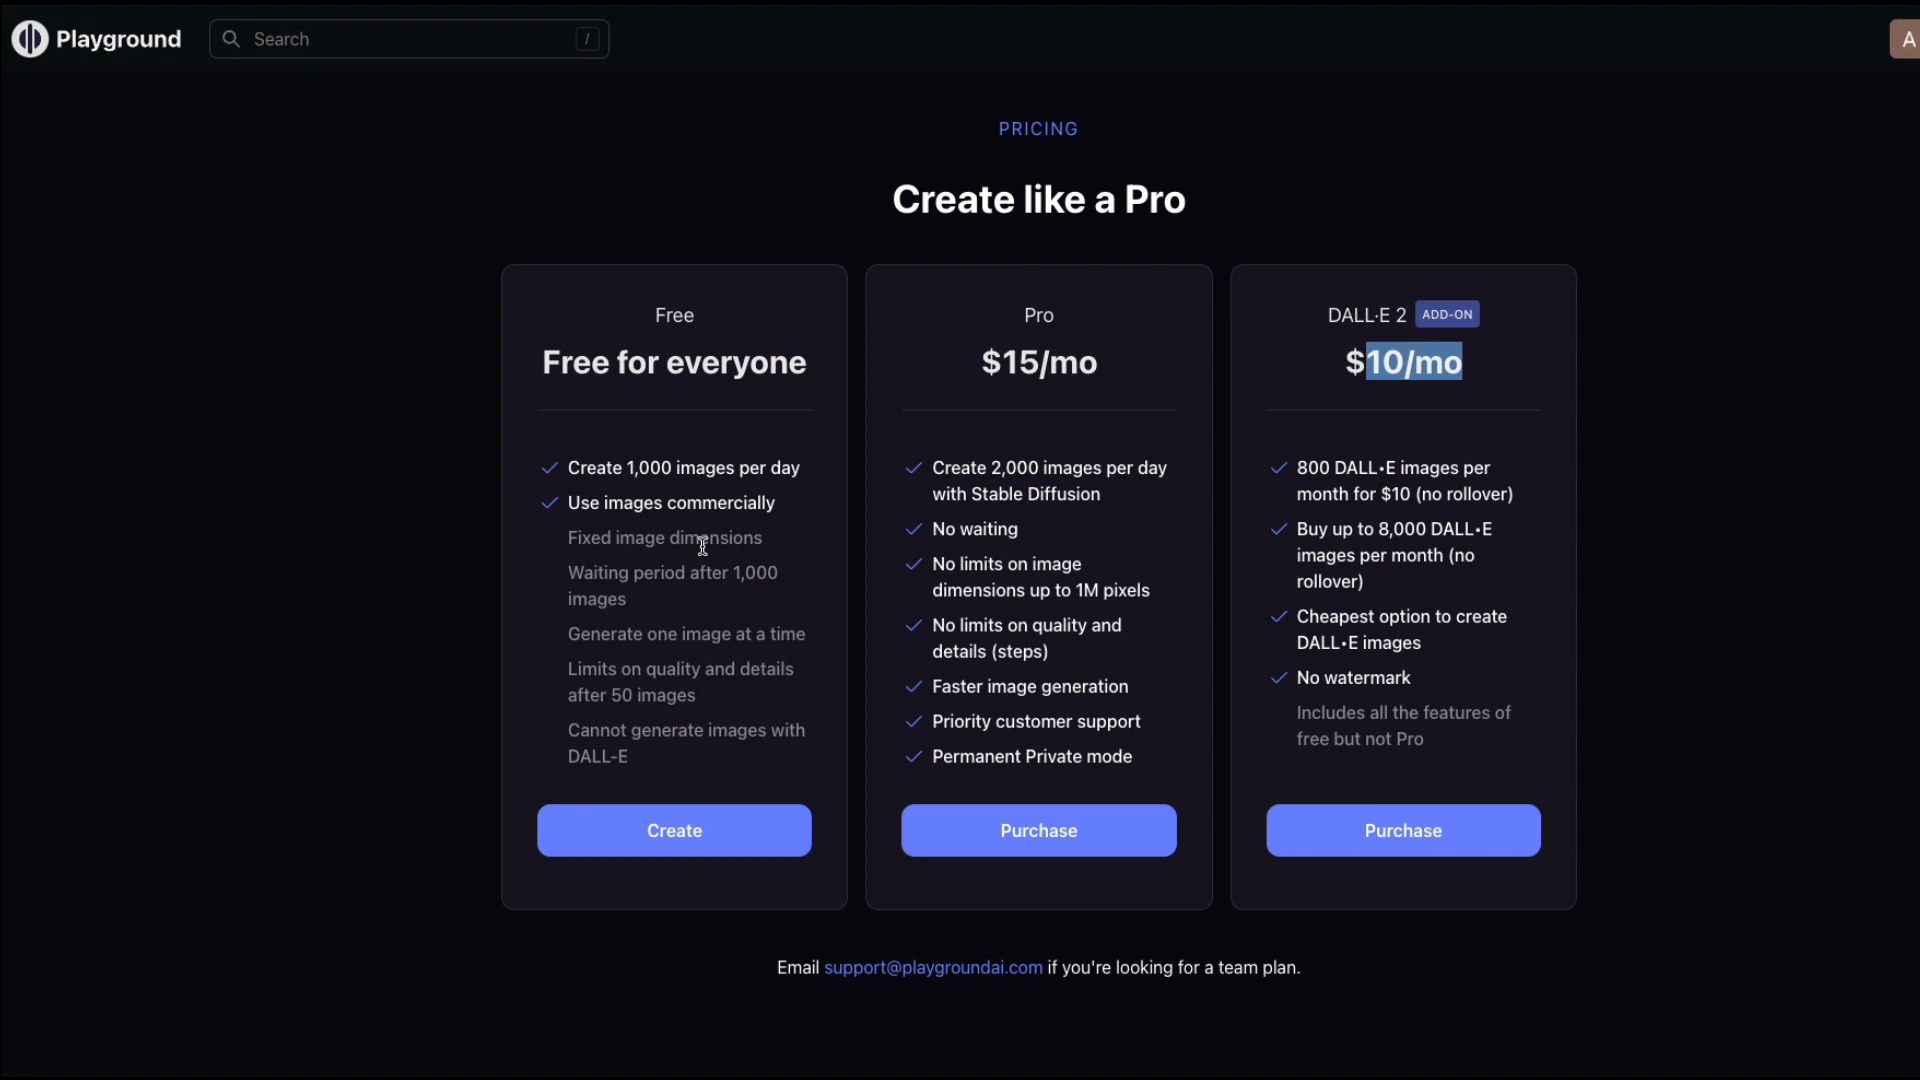 Playground
Search
/
A
PRICING
Create like a Pro
Free
Free for everyone
Create 1,000 images per day
Use images commercially
Fixed image dimensions
Waiting period after 1,000
images
Generate one image at a time
Limits on quality and details
after 50 images
Cannot generate images with
DALL-E
Create
Pro
$15/mo
Create 2,000 images per day
with Stable Diffusion
No waiting
No limits on image
dimensions up to 1M pixels
No limits on quality and
details (steps)
Faster image generation
Priority customer support
Permanent Private mode
Purchase
DALL·E 2 ADD-ON
$10/mo
800 DALL•E images per
month for $10 (no rollover)
Buy up to 8,000 DALL•E
images per month (no
rollover)
Cheapest option to create
DALL•E images
No watermark
Includes all the features of
free but not Pro
Purchase
Email support@playgroundai.com if you're looking for a team plan.